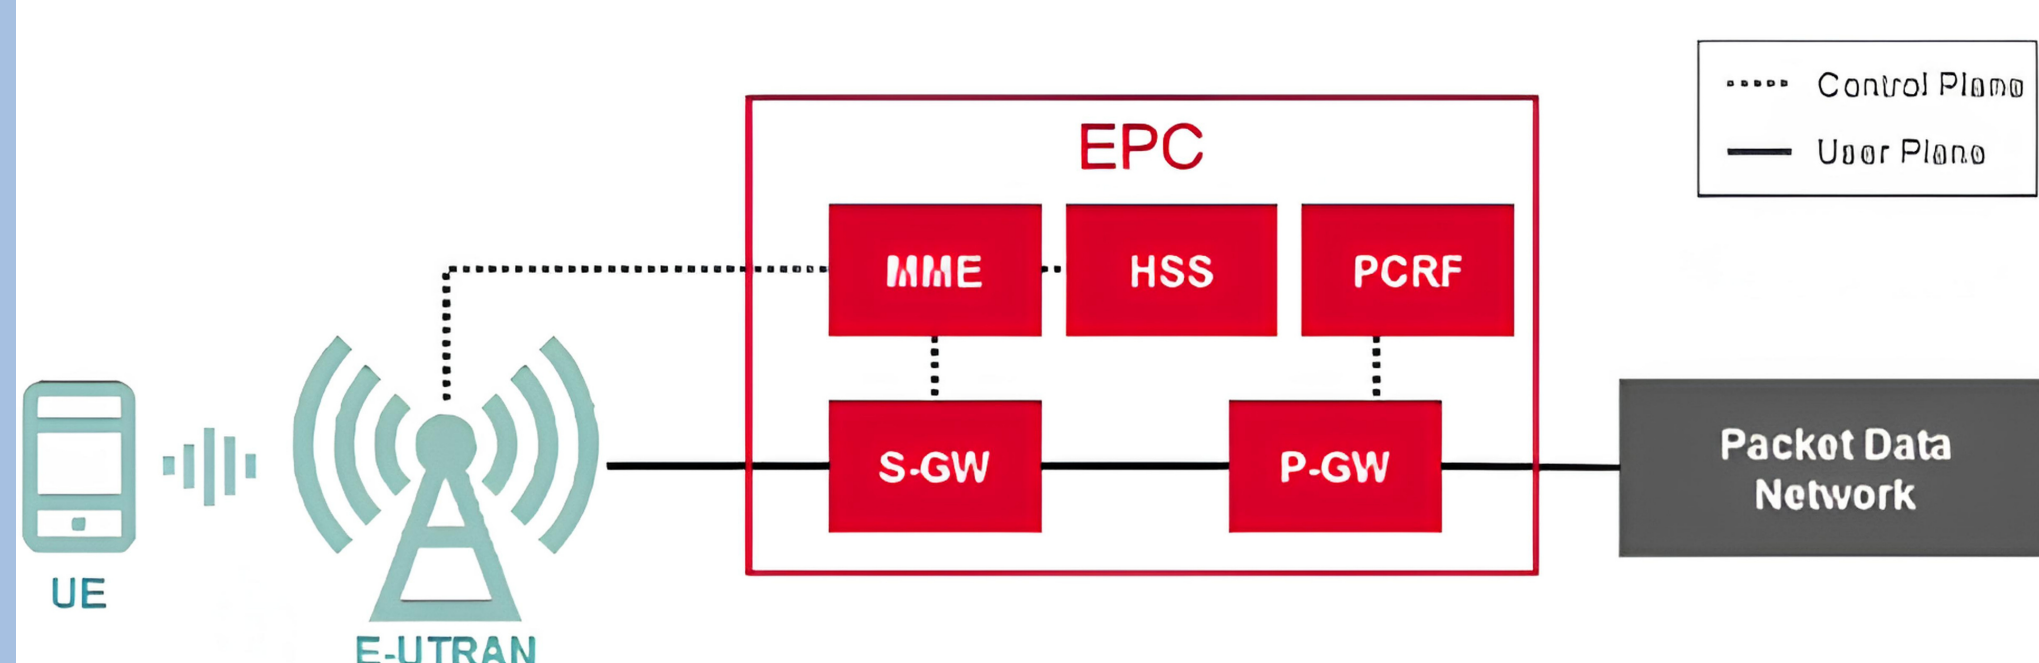 Control Plane
User Plane
EPC
MME
HSS
PCRF
S-GW
P-GW
Packet Data
Network
UE
E-UTRAN